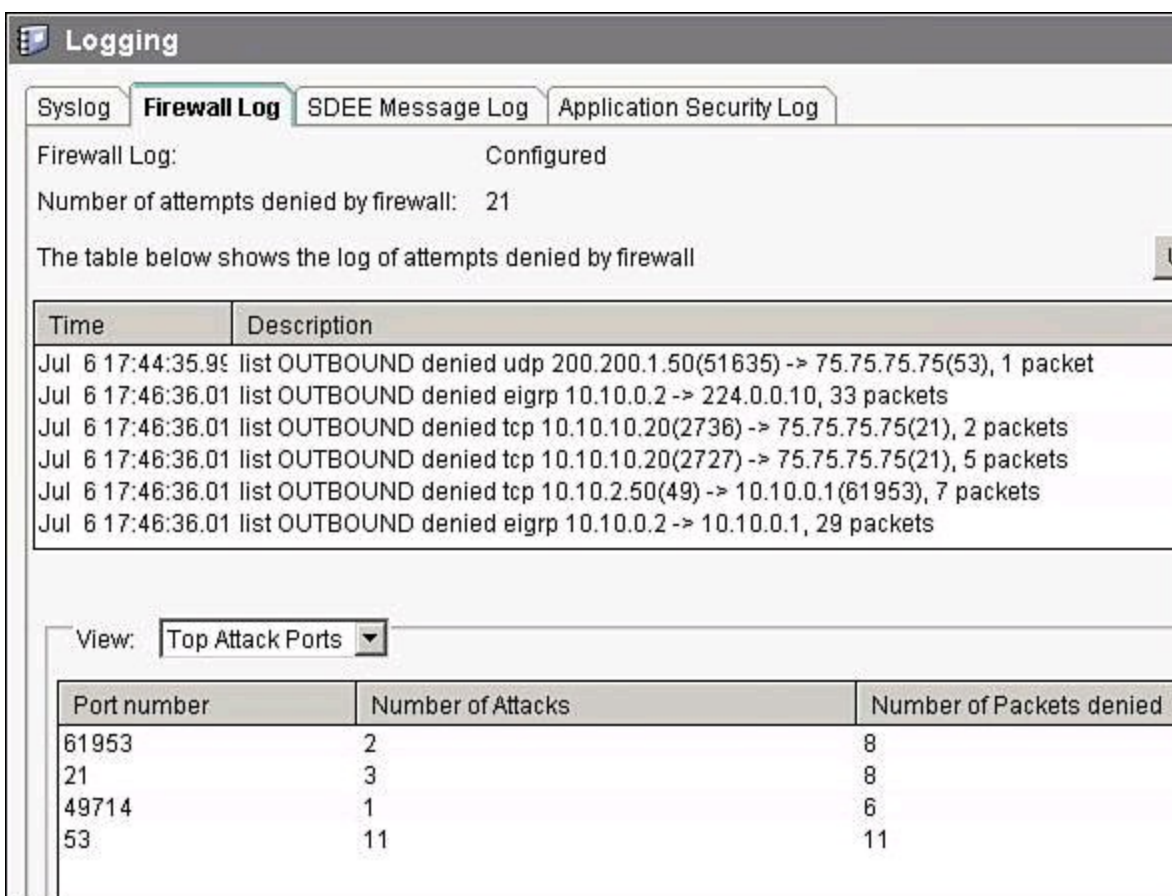 Logging
Syslog Firewall Log SDEE Message Log Application Security Log
Firewall Log: Configured
Number of attempts denied by firewall: 21
The table below shows the log of attempts denied by firewall
Time Description
Jul 6 17:44:35.99 list OUTBOUND denied udp 200.200.1.50(51635) -> 75.75.75.75(53), 1 packet
Jul 6 17:46:36.01 list OUTBOUND denied eigrp 10.10.0.2 -> 224.0.0.10, 33 packets
Jul 6 17:46:36.01 list OUTBOUND denied tcp 10.10.10.20(2736) -> 75.75.75.75(21), 2 packets
Jul 6 17:46:36.01 list OUTBOUND denied tcp 10.10.10.20(2727) -> 75.75.75.75(21), 5 packets
Jul 6 17:46:36.01 list OUTBOUND denied tcp 10.10.2.50(49) -> 10.10.0.1(61953), 7 packets
Jul 6 17:46:36.01 list OUTBOUND denied eigrp 10.10.0.2 -> 10.10.0.1, 29 packets
View: Top Attack Ports
Port number Number of Attacks Number of Packets denied
61953 2 8
21 3 8
49714 1 6
53 11 11